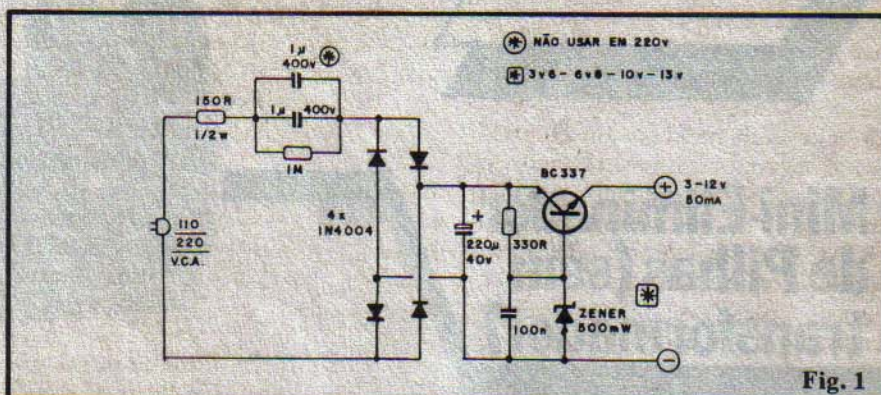 1µ
400v
✱ NÃO USAR EN 220v
✱ 3v6 - 6v8 - 10v - 13v
150R
1/2w
1µ 400v
1M
BC337
+ 3-12v
50mA
4x
1N4004
110
220
V.C.A.
+
220µ
40v
330R
✱
100n
ZENER
500mW
−
Fig. 1